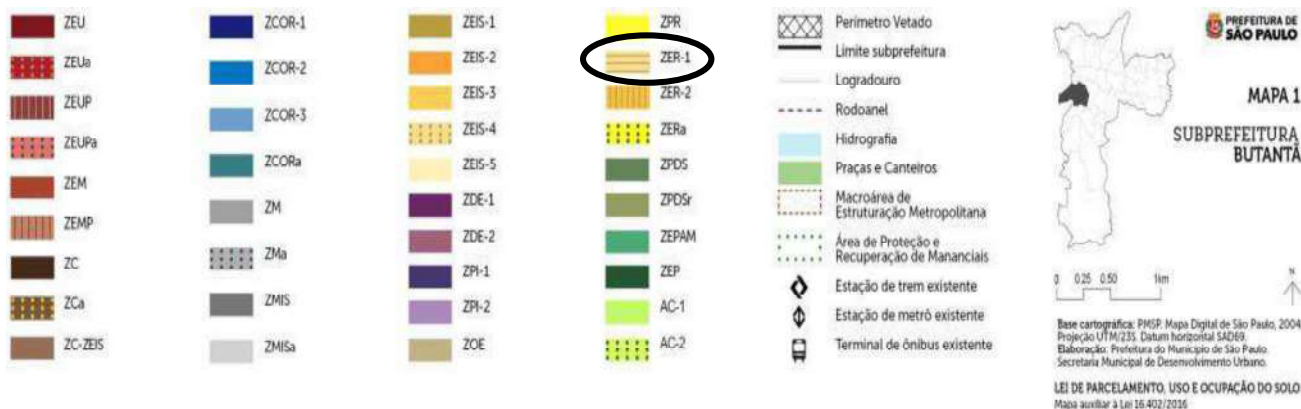 ZEU
ZEUa
ZEUP
ZEUPa
ZEM
ZEMP
ZC
ZCa
ZC-ZEIS
ZCOR-1
ZCOR-2
ZCOR-3
ZCORa
ZM
ZMa
ZMIS
ZMISa
ZEIS-1
ZEIS-2
ZEIS-3
ZEIS-4
ZEIS-5
ZDE-1
ZDE-2
ZPI-1
ZPI-2
ZOE
ZPR
ZER-1
ZER-2
ZERa
ZPDS
ZPDSr
ZEPAM
ZEP
AC-1
AC-2
Perímetro Vetado
Limite subprefeitura
Logradouro
Rodoanel
Hidrografia
Praças e Canteiros
Macroárea de
Estruturação Metropolitana
Área de Proteção e
Recuperação de Mananciais
Estação de trem existente
Estação de metrô existente
Terminal de ônibus existente
PREFEITURA DE
SÃO PAULO
MAPA 1
SUBPREFEITURA
BUTANTÃ
0 0.25 0.50 1km
N
Base cartográfica: PMSP. Mapa Digital de São Paulo, 2004
Projeção UTM/23S. Datum horizontal SAD69.
Elaboração: Prefeitura do Município de São Paulo.
Secretaria Municipal de Desenvolvimento Urbano.
LEI DE PARCELAMENTO, USO E OCUPAÇÃO DO SOLO
Mapa auxiliar à Lei 16.402/2016